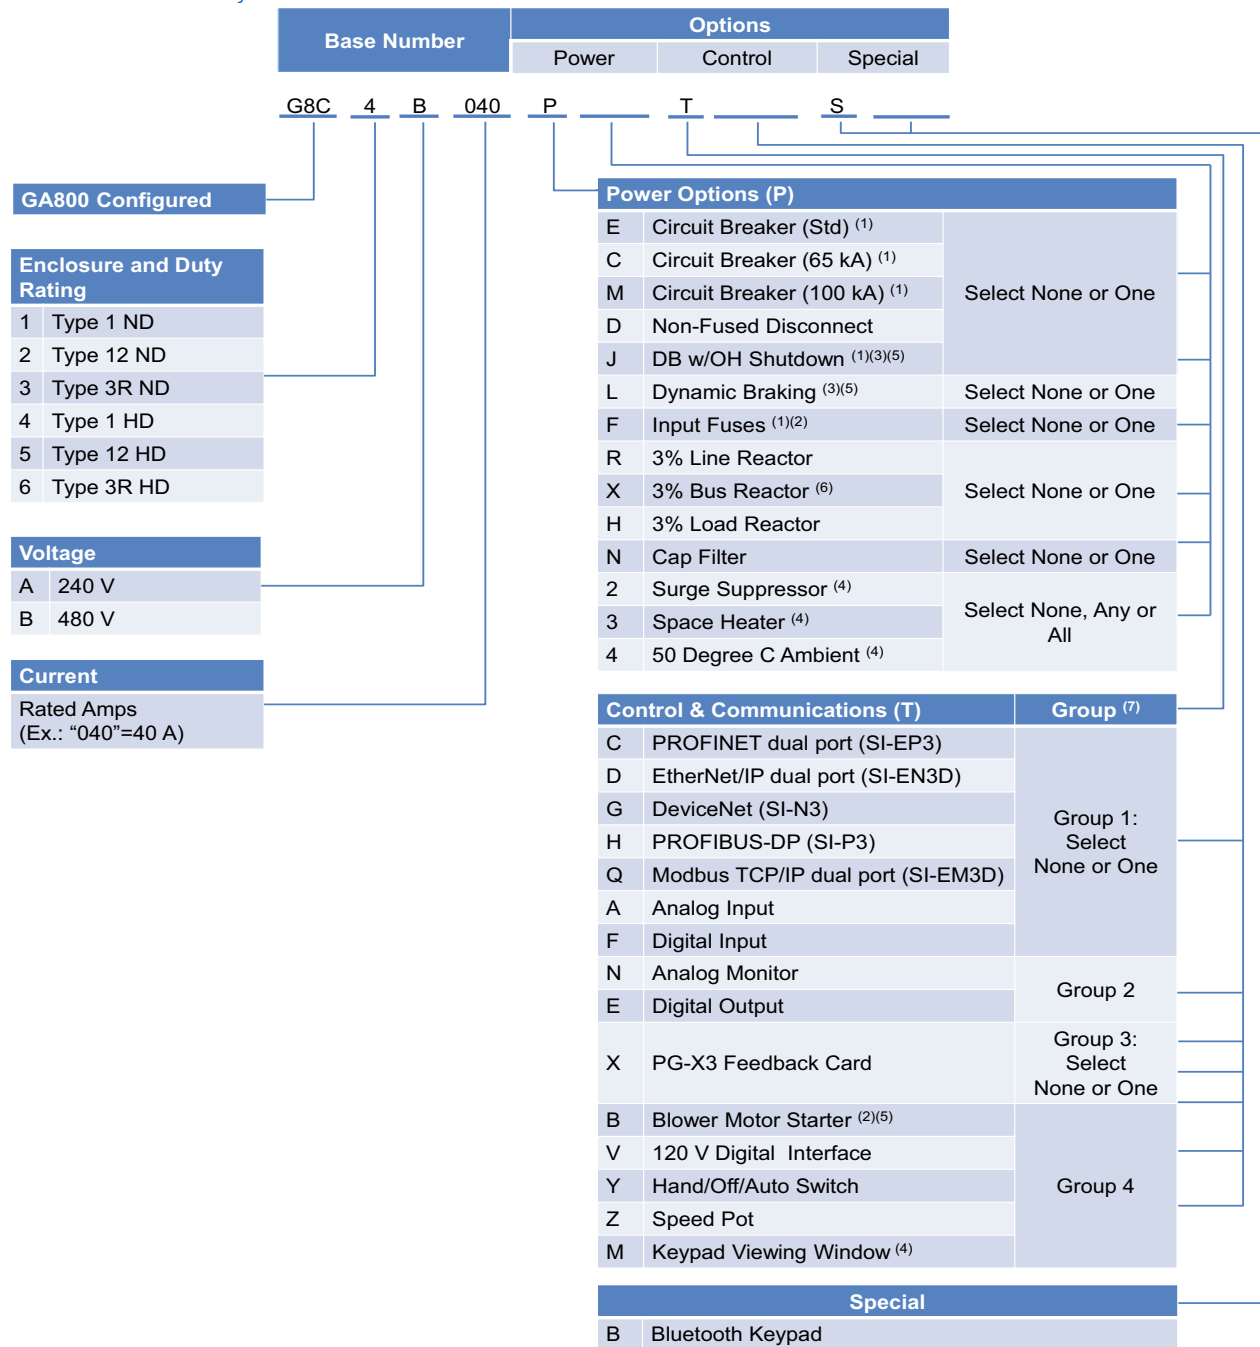 Base Number
Options
Power Control Special
G8C 4 B 040 P T S
GA800 Configured
Enclosure and Duty
Rating
1 Type 1 ND
2 Type 12 ND
3 Type 3R ND
4 Type 1 HD
5 Type 12 HD
6 Type 3R HD
Voltage
A 240 V
B 480 V
Current
Rated Amps
(Ex.: “040”=40 A)
Power Options (P)
E Circuit Breaker (Std) (1)
C Circuit Breaker (65 kA) (1)
M Circuit Breaker (100 kA) (1)
D Non-Fused Disconnect
J DB w/OH Shutdown (1)(3)(5)
Select None or One
L Dynamic Braking (3)(5) Select None or One
F Input Fuses (1)(2) Select None or One
R 3% Line Reactor
X 3% Bus Reactor (6)
H 3% Load Reactor
Select None or One
N Cap Filter Select None or One
2 Surge Suppressor (4)
3 Space Heater (4)
4 50 Degree C Ambient (4)
Select None, Any or
All
Control & Communications (T) Group (7)
C PROFINET dual port (SI-EP3)
D EtherNet/IP dual port (SI-EN3D)
G DeviceNet (SI-N3)
H PROFIBUS-DP (SI-P3)
Q Modbus TCP/IP dual port (SI-EM3D)
A Analog Input
F Digital Input
Group 1:
Select
None or One
N Analog Monitor
E Digital Output
Group 2
X PG-X3 Feedback Card
Group 3:
Select
None or One
B Blower Motor Starter (2)(5)
V 120 V Digital Interface
Y Hand/Off/Auto Switch
Z Speed Pot
M Keypad Viewing Window (4)
Group 4
Special
B Bluetooth Keypad